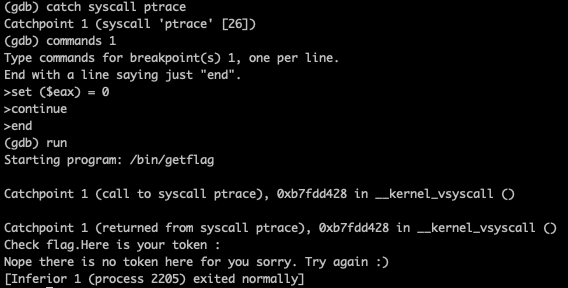 (gdb) catch syscall ptrace
Catchpoint 1 (syscall 'ptrace' [26])
(gdb) commands 1
Type commands for breakpoint(s) 1, one per line.
End with a line saying just "end".
>set ($eax) = 0
>continue
>end
(gdb) run
Starting program: /bin/getflag

Catchpoint 1 (call to syscall ptrace), 0xb7fdd428 in __kernel_vsyscall ()

Catchpoint 1 (returned from syscall ptrace), 0xb7fdd428 in __kernel_vsyscall ()
Check flag.Here is your token :
Nope there is no token here for you sorry. Try again :)
[Inferior 1 (process 2205) exited normally]